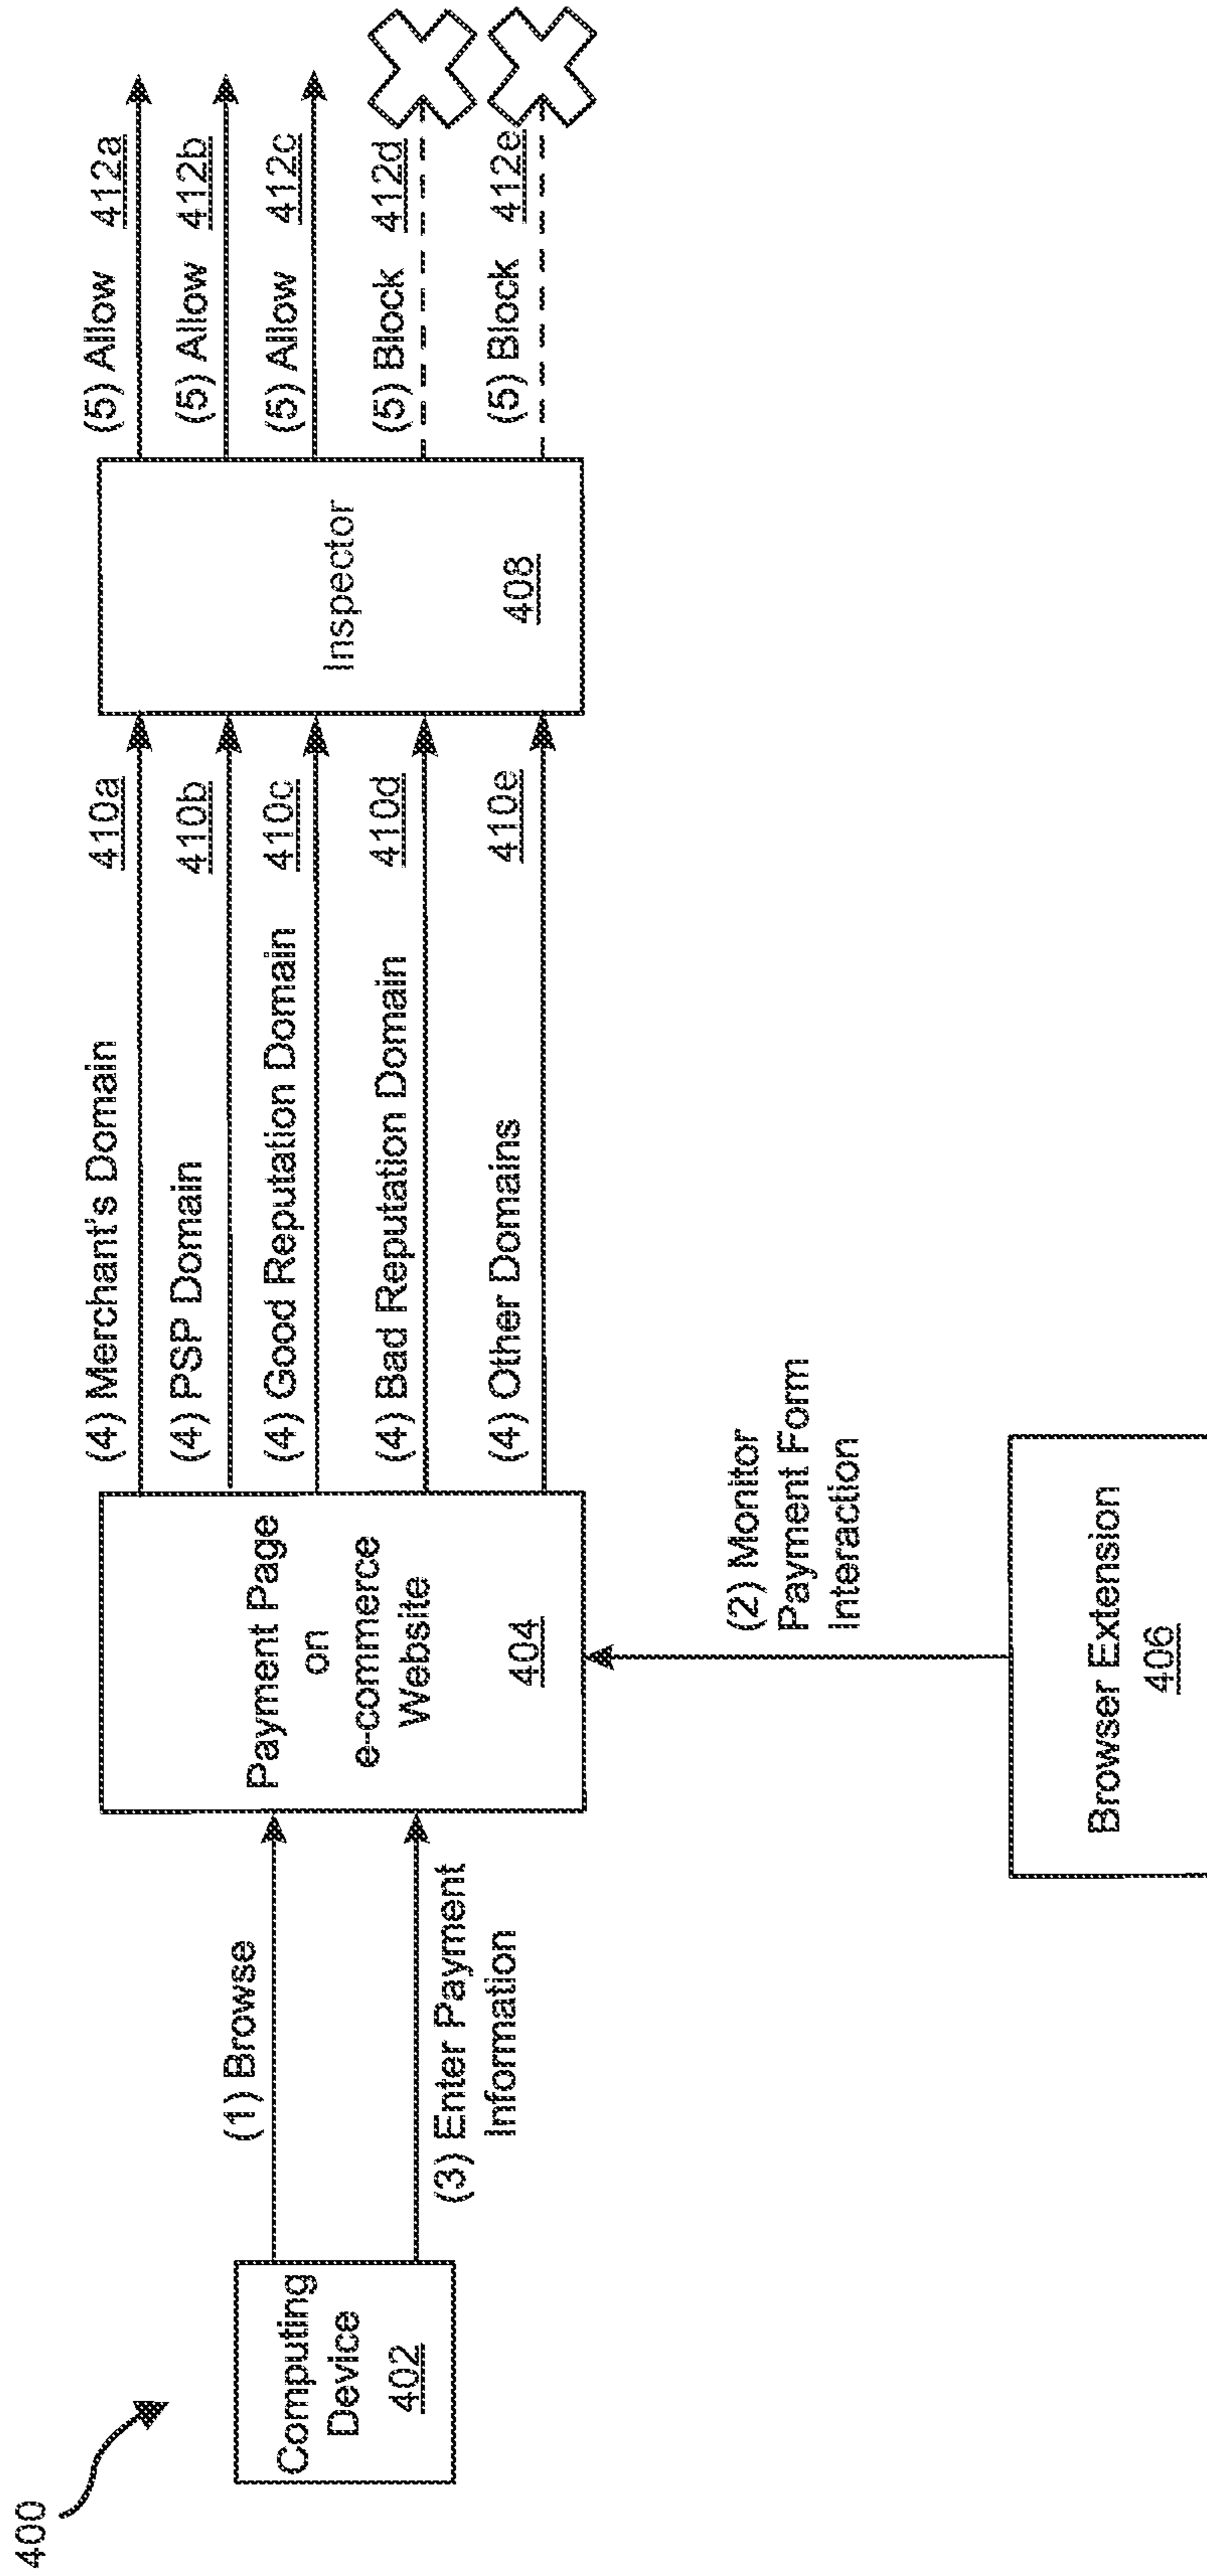 400
Computing
Device
402
(1) Browse
(3) Enter Payment
Information
Payment Page
on
e-commerce
Website
404
(2) Monitor
Payment Form
Interaction
Browser Extension
406
(4) Merchant's Domain 410a
(4) PSP Domain 410b
(4) Good Reputation Domain 410c
(4) Bad Reputation Domain 410d
(4) Other Domains 410e
Inspector
408
(5) Allow 412a
(5) Allow 412b
(5) Allow 412c
(5) Block 412d
(5) Block 412e